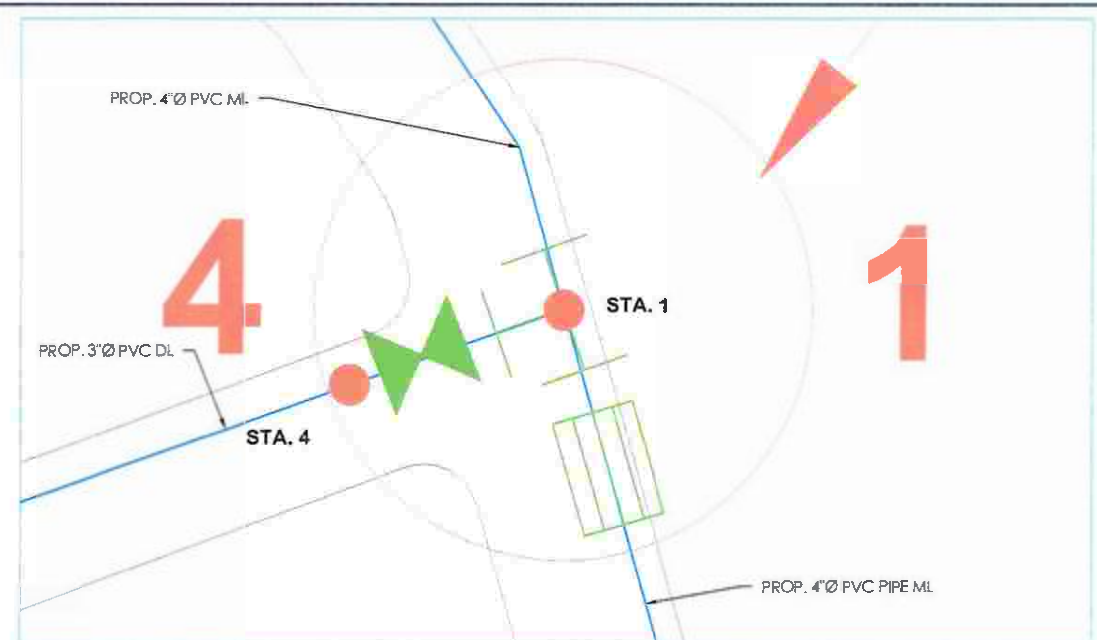 PROP. 4"Ø PVC ML
4
1
STA. 1
PROP. 3"Ø PVC DL
STA. 4
PROP. 4"Ø PVC PIPE ML